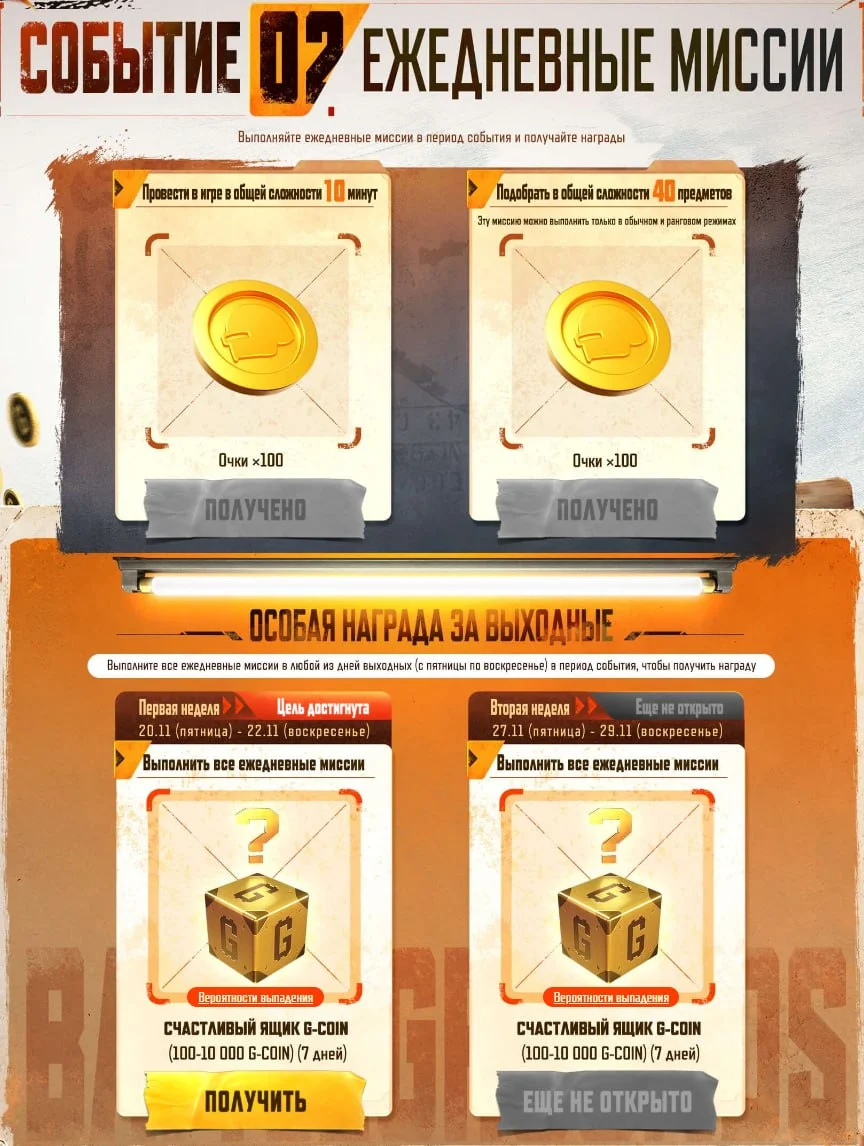 СОБЫТИЕ 02 ЕЖЕДНЕВНЫЕ МИССИИ
Выполняйте ежедневные миссии в период события и получайте награды
Провести в игре в общей сложности 10 минут
Очки ×100
ПОЛУЧЕНО
Подобрать в общей сложности 40 предметов
Эту миссию можно выполнить только в обычном и ранговом режимах
Очки ×100
ПОЛУЧЕНО
ОСОБАЯ НАГРАДА ЗА ВЫХОДНЫЕ
Выполните все ежедневные миссии в любой из дней выходных (с пятницы по воскресенье) в период события, чтобы получить награду
Первая неделя Цель достигнута
20.11 (пятница) - 22.11 (воскресенье)
Выполнить все ежедневные миссии
?
G G G
Вероятности выпадения
СЧАСТЛИВЫЙ ЯЩИК G-COIN
(100-10 000 G-COIN) (7 дней)
ПОЛУЧИТЬ
Вторая неделя Еще не открыто
27.11 (пятница) - 29.11 (воскресенье)
Выполнить все ежедневные миссии
?
G G G
Вероятности выпадения
СЧАСТЛИВЫЙ ЯЩИК G-COIN
(100-10 000 G-COIN) (7 дней)
ЕЩЕ НЕ ОТКРЫТО